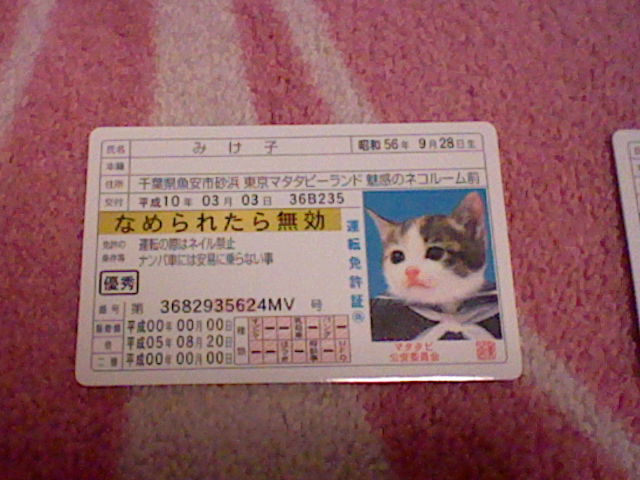 氏名 みけ子 昭和56年 9月28日生
本籍
住所 千葉県魚安市砂浜 東京マタタビーランド 魅惑のネコルーム前
交付 平成10年 03月 03日 36B235
なめられたら無効
免許の条件等 運転の際はネイル禁止
ナンパ車には安易に乗らない事
優秀
番号 第 3682935624MV 号
平成00年00月00日
他 平成05年08月20日
二種 平成00年00月00日
種類
運転免許証
マタタビ
公安委員会